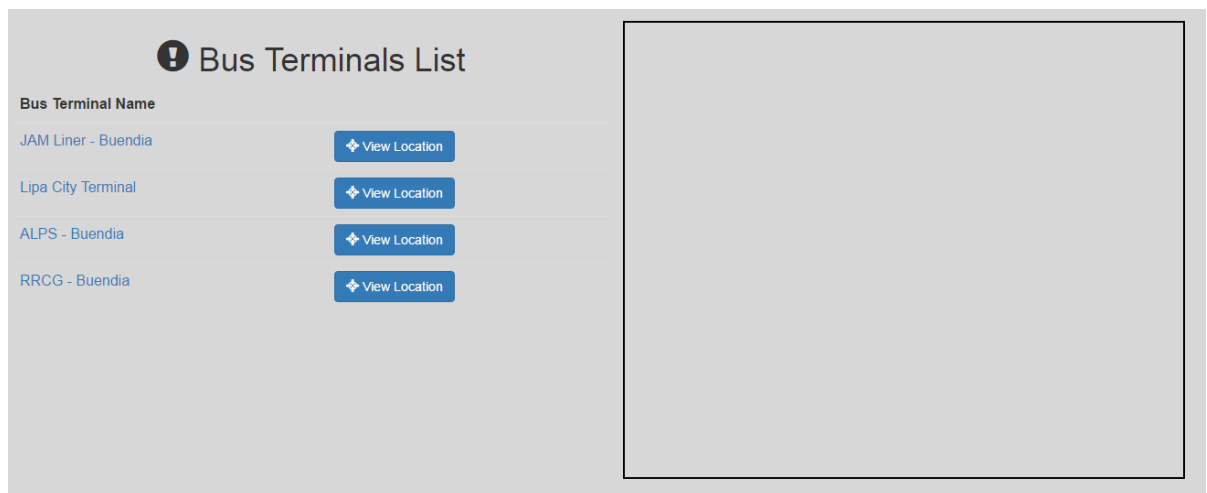 Bus Terminals List
Bus Terminal Name
JAM Liner - Buendia
View Location
Lipa City Terminal
View Location
ALPS - Buendia
View Location
RRCG - Buendia
View Location